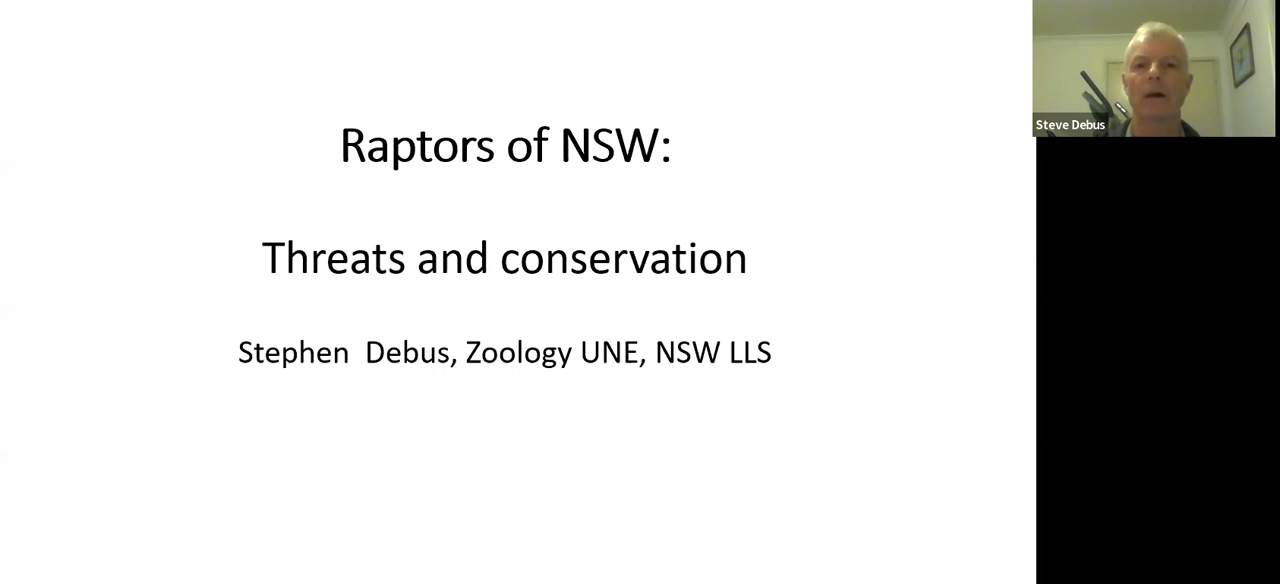 Raptors of NSW:
Threats and conservation
Stephen  Debus, Zoology UNE, NSW LLS
Steve Debus